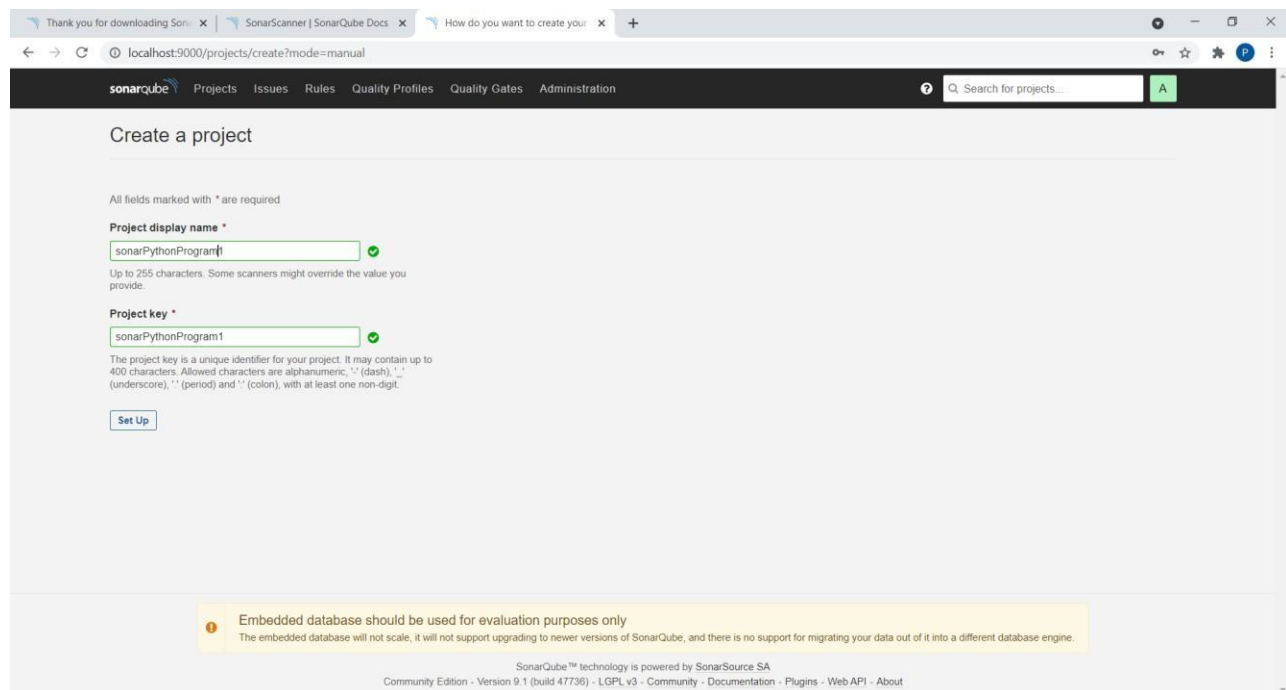 Thank you for downloading Sona
SonarScanner | SonarQube Docs
How do you want to create your
localhost:9000/projects/create?mode=manual
P
sonarqube Projects Issues Rules Quality Profiles Quality Gates Administration
Search for projects...
A
Create a project
All fields marked with * are required
Project display name *
sonarPythonProgram1
Up to 255 characters. Some scanners might override the value you
provide.
Project key *
sonarPythonProgram1
The project key is a unique identifier for your project. It may contain up to
400 characters. Allowed characters are alphanumeric, '-' (dash), '_'
(underscore), '.' (period) and ':' (colon), with at least one non-digit.
Set Up
Embedded database should be used for evaluation purposes only
The embedded database will not scale, it will not support upgrading to newer versions of SonarQube, and there is no support for migrating your data out of it into a different database engine.
SonarQube™ technology is powered by SonarSource SA
Community Edition - Version 9.1 (build 47736) - LGPL v3 - Community - Documentation - Plugins - Web API - About